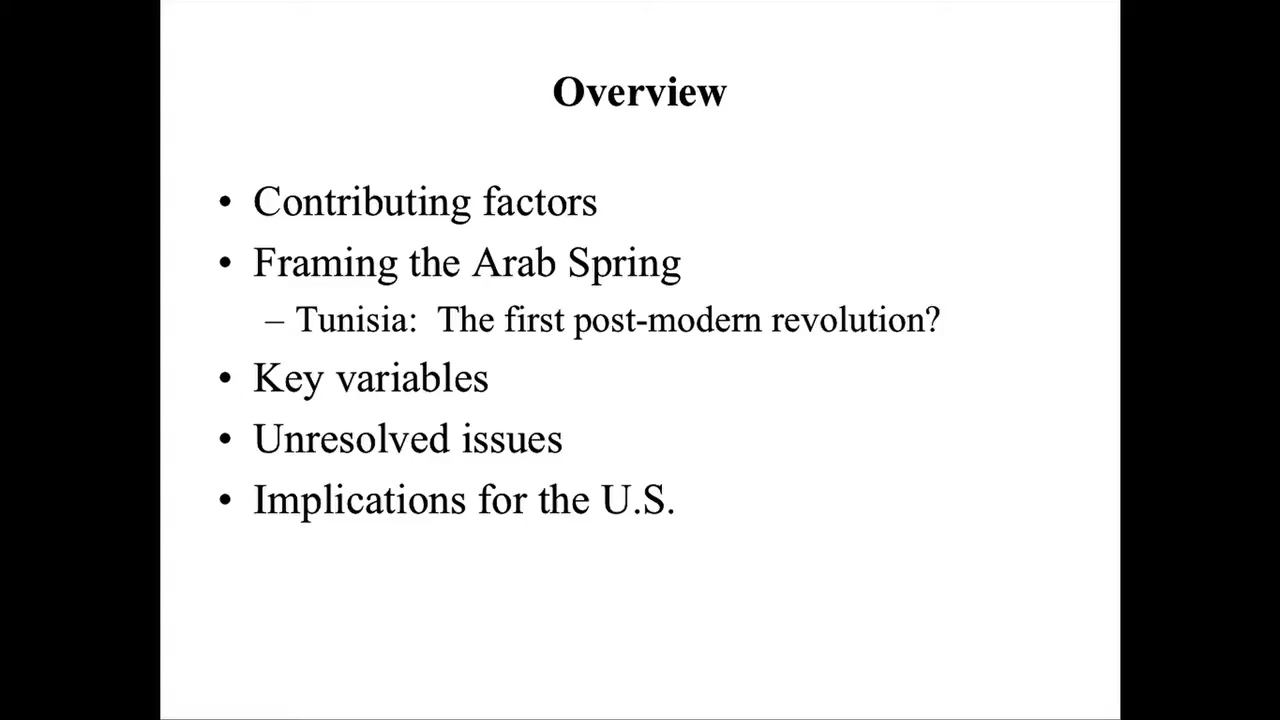 Overview
• Contributing factors
• Framing the Arab Spring
– Tunisia:  The first post-modern revolution?
• Key variables
• Unresolved issues
• Implications for the U.S.